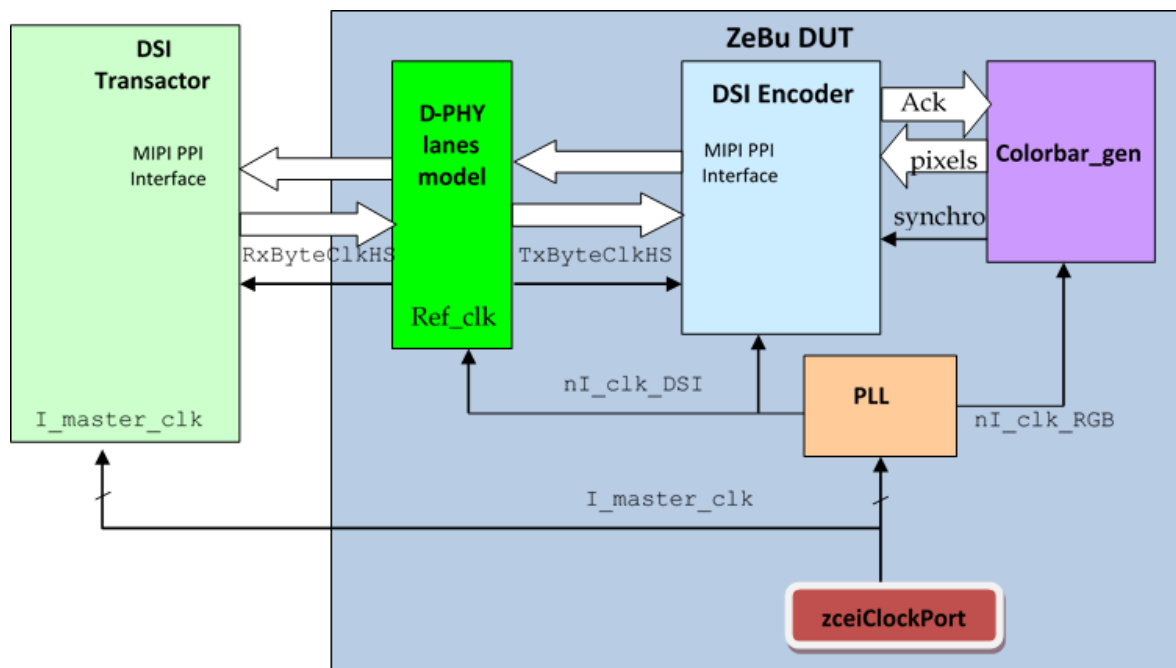 ZeBu DUT
DSI
Transactor
MIPI PPI
Interface
I_master_clk
D-PHY
lanes
model
Ref_clk
RxByteClkHS
TxByteClkHS
DSI Encoder
MIPI PPI
Interface
Ack
pixels
synchro
Colorbar_gen
nI_clk_DSI
PLL
nI_clk_RGB
I_master_clk
zceiClockPort